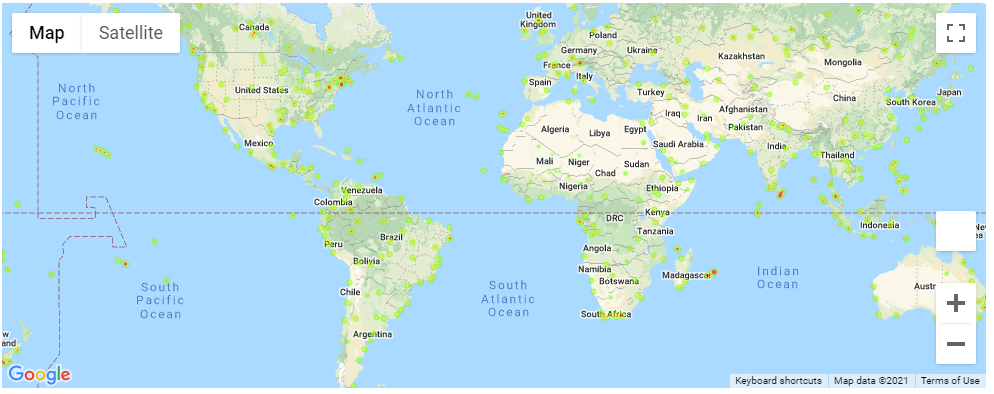 Map
Satellite
Canada
United
Kingdom
Poland
Germany
Ukraine
France
Italy
Spain
Kazakhstan
Mongolia
United States
Turkey
Afghanistan
China
Japan
South Korea
Iraq
Iran
Pakistan
North
Pacific
Ocean
North
Atlantic
Ocean
Mexico
Algeria
Libya
Egypt
Saudi Arabia
India
Thailand
Mali
Niger
Chad
Sudan
Nigeria
Ethiopia
Venezuela
Colombia
DRC
Kenya
Tanzania
Indonesia
Peru
Brazil
Bolivia
Angola
Namibia
Botswana
Madagascar
Indian
Ocean
Chile
South
Pacific
Ocean
South
Atlantic
Ocean
South Africa
Argentina
Austr
w
and
Google
Keyboard shortcuts
Map data ©2021
Terms of Use